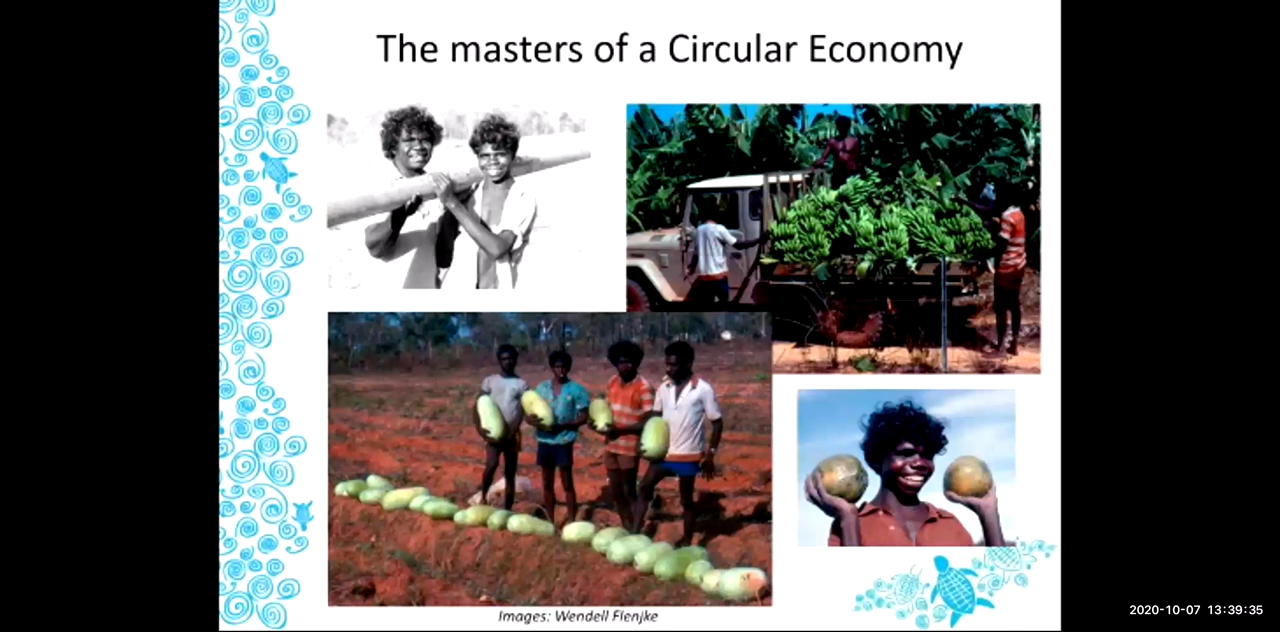 The masters of a Circular Economy
Images: Wendell Flenjke
2020-10-07 13:39:35